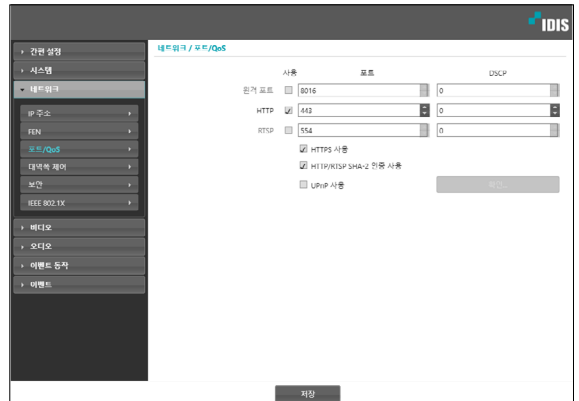 IDIS
간편 설정
시스템
네트워크
IP 주소
FEN
포트/QoS
대역폭 제어
보안
IEEE 802.1X
비디오
오디오
이벤트 동작
이벤트
네트워크 / 포트/QoS
사용 포트 DSCP
원격 포트 8016 0
HTTP 443 0
RTSP 554 0
HTTPS 사용
HTTP/RTSP SHA-2 인증 사용
UPnP 사용 확인...
저장